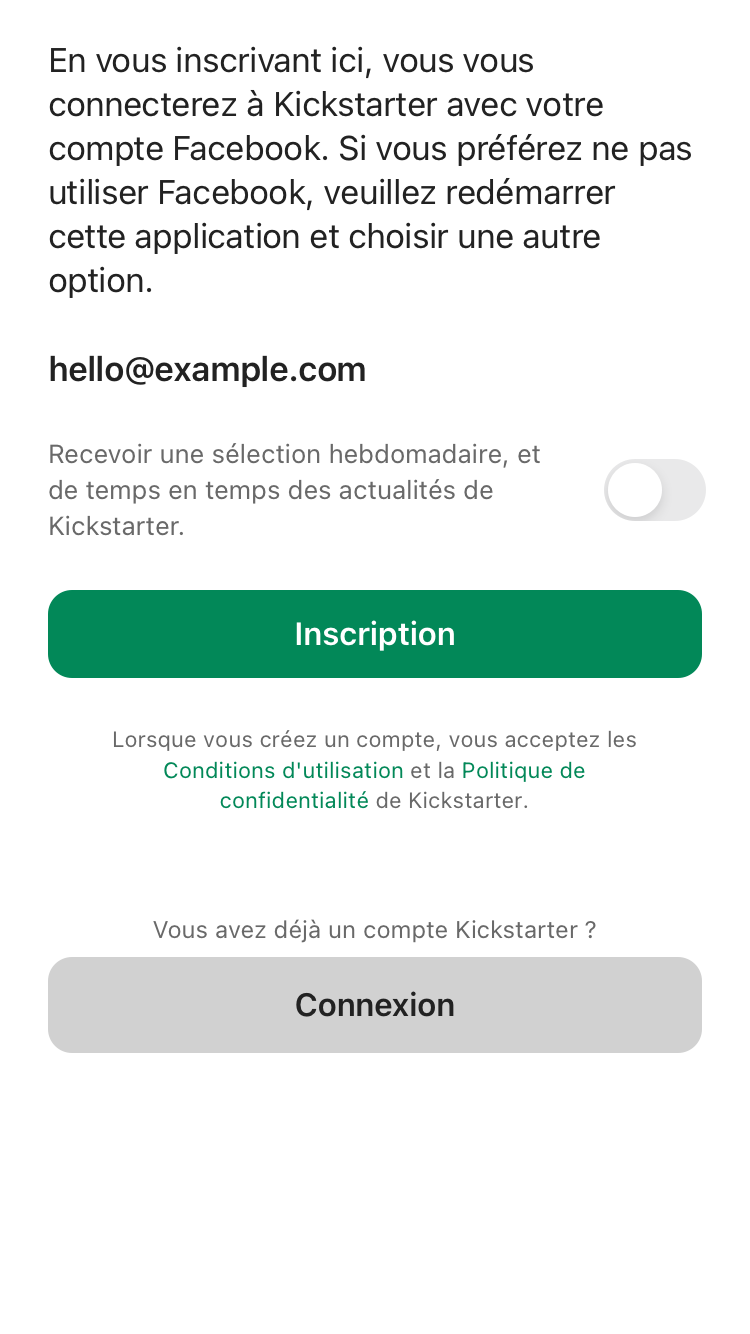 En vous inscrivant ici, vous vous
connecterez à Kickstarter avec votre
compte Facebook. Si vous préférez ne pas
utiliser Facebook, veuillez redémarrer
cette application et choisir une autre
option.
hello@example.com
Recevoir une sélection hebdomadaire, et
de temps en temps des actualités de
Kickstarter.
Inscription
Lorsque vous créez un compte, vous acceptez les
Conditions d'utilisation et la Politique de
confidentialité de Kickstarter.
Vous avez déjà un compte Kickstarter ?
Connexion